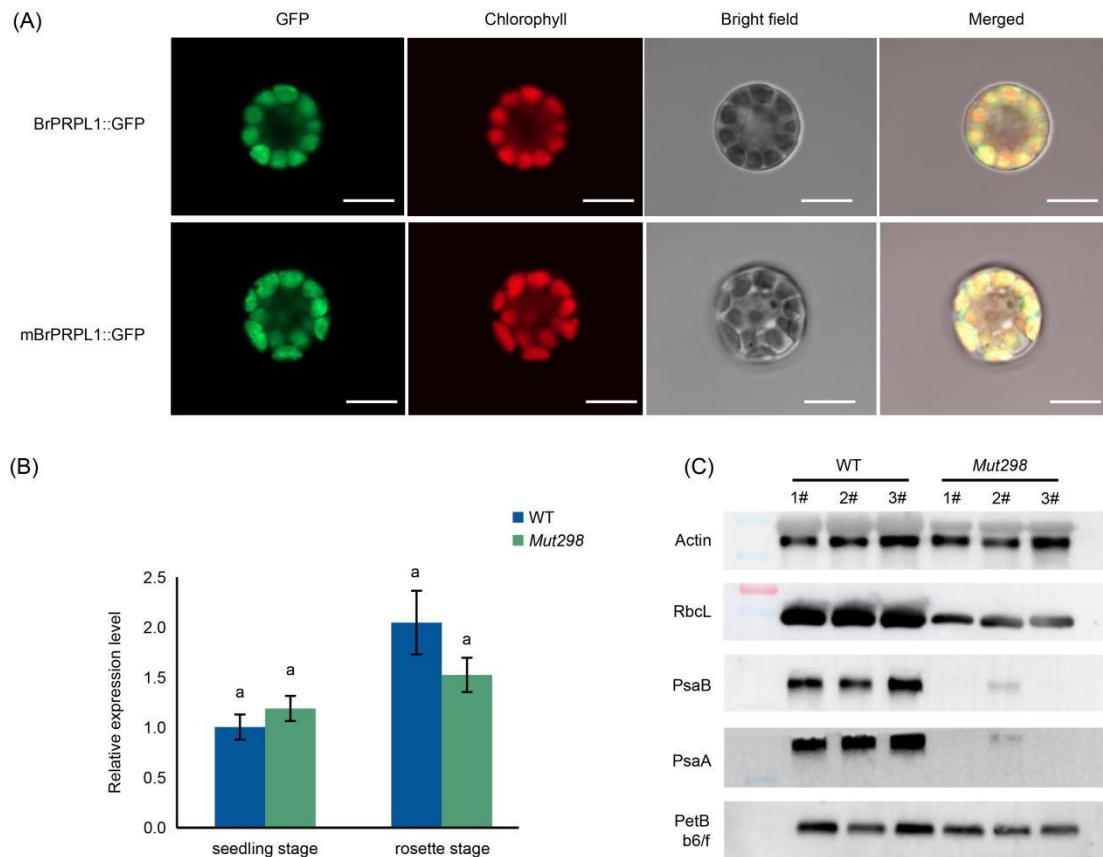 (A)
GFP Chlorophyll Bright field Merged
BrPRPL1::GFP
mBrPRPL1::GFP
(B)
WT
Mut298
Relative expression level
2.5
2.0
1.5
1.0
0.5
0.0
a a a a
seedling stage rosette stage
(C)
WT Mut298
1# 2# 3# 1# 2# 3#
Actin
RbcL
PsaB
PsaA
PetB
b6/f